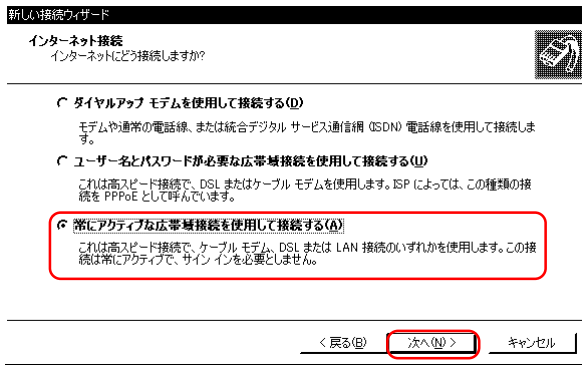 新しい接続ウィザード
インターネット接続
インターネットにどう接続しますか?
ダイヤルアップ モデムを使用して接続する(D)
モデムや通常の電話線、または統合デジタル サービス通信網 (ISDN) 電話線を使用して接続しま
す。
ユーザー名とパスワードが必要な広帯域接続を使用して接続する(U)
これは高スピード接続で、DSL またはケーブル モデムを使用します。ISP によっては、この種類の接
続を PPPoE として呼んでいます。
常にアクティブな広帯域接続を使用して接続する(A)
これは高スピード接続で、ケーブル モデム、DSL または LAN 接続のいずれかを使用します。この接
続は常にアクティブで、サイン インを必要としません。
< 戻る(B) 次へ(N) > キャンセル